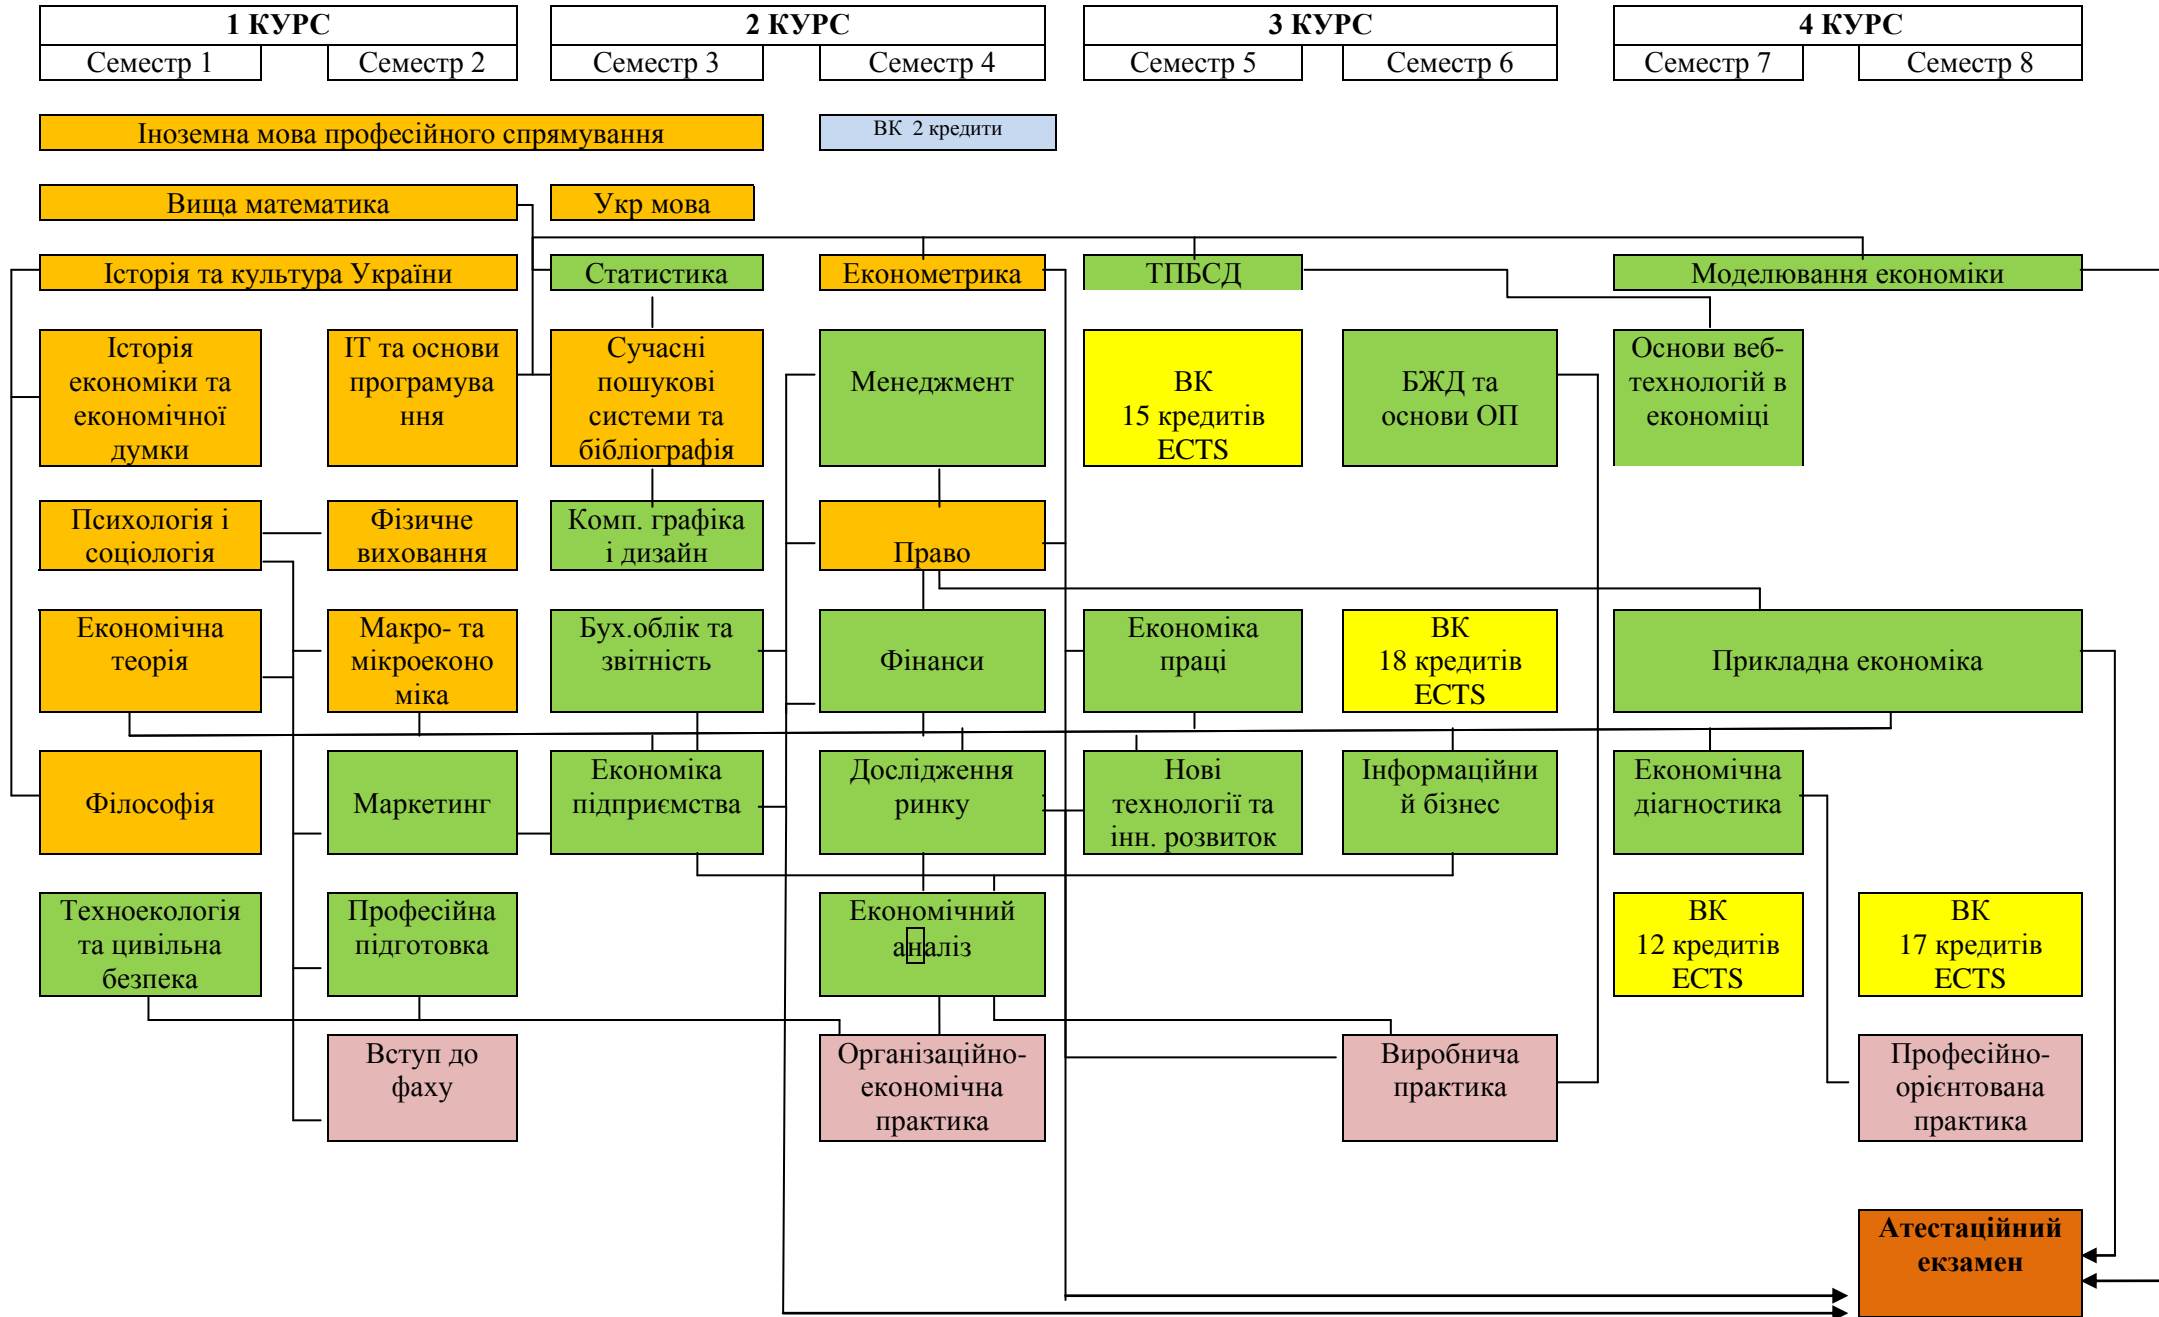 1 КУРС
2 КУРС
3 КУРС
4 КУРС
Семестр 1
Семестр 2
Семестр 3
Семестр 4
Семестр 5
Семестр 6
Семестр 7
Семестр 8
Іноземна мова професійного спрямування
ВК 2 кредити
Вища математика
Укр мова
Історія та культура України
Статистика
Економетрика
ТПБСД
Моделювання економіки
Історія
економіки та
економічної
думки
ІТ та основи
програмува
ння
Сучасні
пошукові
системи та
бібліографія
Менеджмент
ВК
15 кредитів
ECTS
БЖД та
основи ОП
Основи веб-
технологій в
економіці
Психологія і
соціологія
Фізичне
виховання
Комп. графіка
і дизайн
Право
Економічна
теорія
Макро- та
мікроеконо
міка
Бух.облік та
звітність
Фінанси
Економіка
праці
ВК
18 кредитів
ECTS
Прикладна економіка
Філософія
Маркетинг
Економіка
підприємства
Дослідження
ринку
Нові
технології та
інн. розвиток
Інформаційни
й бізнес
Економічна
діагностика
Техноекологія
та цивільна
безпека
Професійна
підготовка
Економічний
аналіз
ВК
12 кредитів
ECTS
ВК
17 кредитів
ECTS
Вступ до
фаху
Організаційно-
економічна
практика
Виробнича
практика
Професійно-
орієнтована
практика
Атестаційний
екзамен